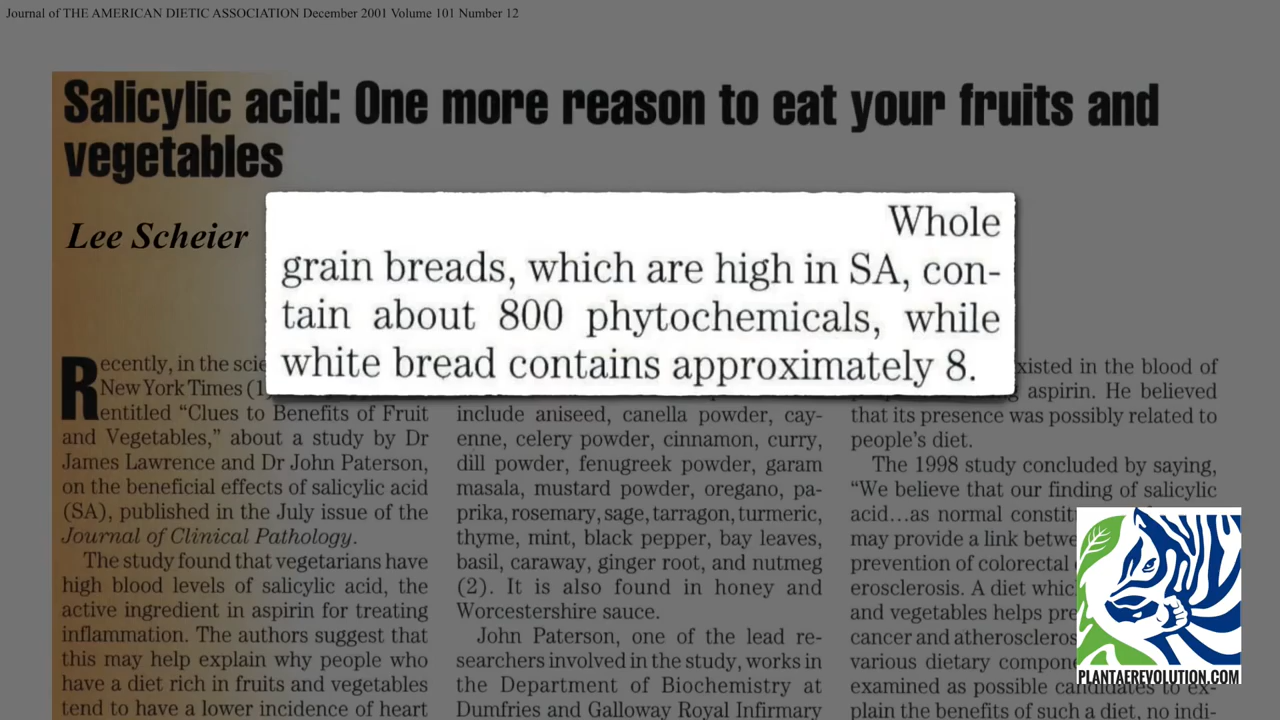 Journal of THE AMERICAN DIETIC ASSOCIATION December 2001 Volume 101 Number 12
Salicylic acid: One more reason to eat your fruits and
vegetables
Lee Scheier
Whole
grain breads, which are high in SA, con-
tain about 800 phytochemicals, while
white bread contains approximately 8.
Recently, in the
New York Times
entitled “Clues to Benefits of Fruit
and Vegetables,” about a study by Dr
James Lawrence and Dr John Paterson,
on the beneficial effects of salicylic acid
(SA), published in the July issue of the
Journal of Clinical Pathology.
The study found that vegetarians have
high blood levels of salicylic acid, the
active ingredient in aspirin for treating
inflammation. The authors suggest that
this may help explain why people who
have a diet rich in fruits and vegetables
tend to have a lower incidence of heart
include aniseed, canella powder, cay-
enne, celery powder, cinnamon, curry,
dill powder, fenugreek powder, garam
masala, mustard powder, oregano, pa-
prika, rosemary, sage, tarragon, turmeric,
thyme, mint, black pepper, bay leaves,
basil, caraway, ginger root, and nutmeg
(2). It is also found in honey and
Worcestershire sauce.
John Paterson, one of the lead re-
searchers involved in the study, works in
the Department of Biochemistry at
Dumfries and Galloway Royal Infirmary
in the blood of
aspirin. He believed
that its presence was possibly related to
people’s diet.
The 1998 study concluded by saying,
“We believe that our finding of salicylic
acid...as normal
may provide a link
prevention of colorectal
A diet
and vegetables helps
cancer and
various dietary
examined as possible candidates to ex-
plain the benefits of such a diet, no indi-
PLANTAEREVOLUTION.COM